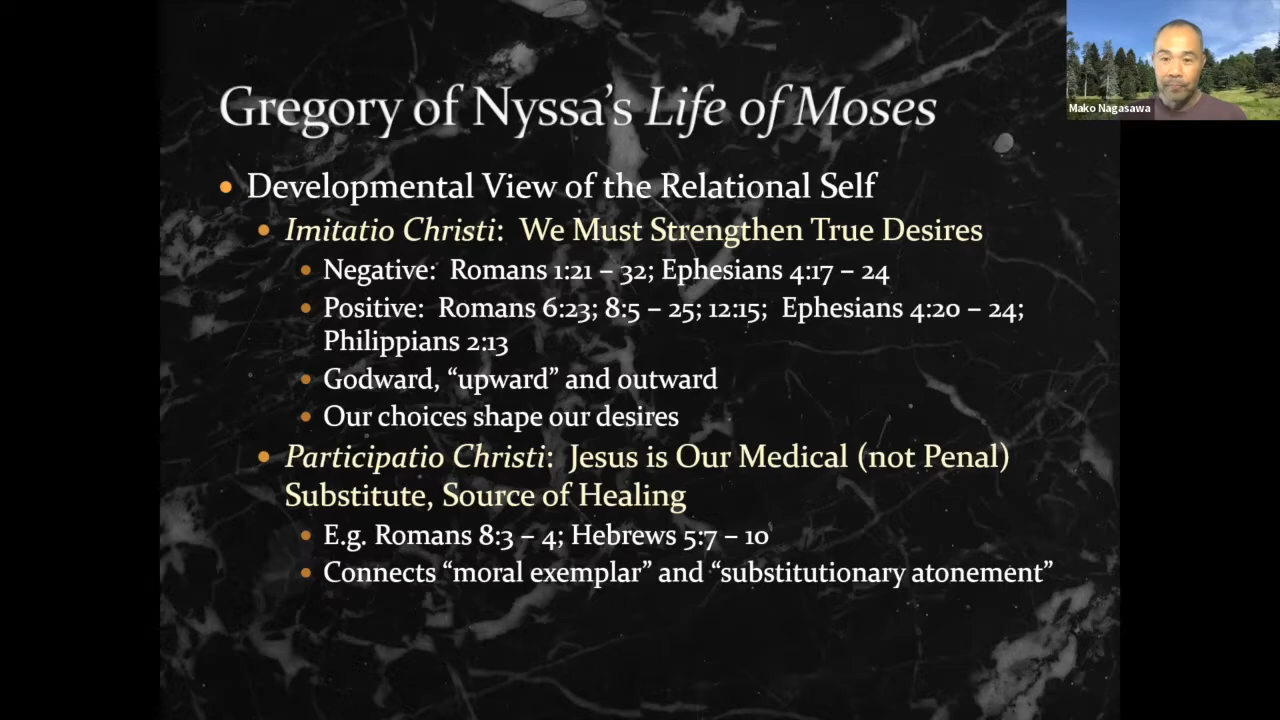 Gregory of Nyssa's Life of Moses
Mako Nagasawa
• Developmental View of the Relational Self
• Imitatio Christi: We Must Strengthen True Desires
• Negative: Romans 1:21 – 32; Ephesians 4:17 – 24
• Positive: Romans 6:23; 8:5 – 25; 12:15; Ephesians 4:20 – 24;
Philippians 2:13
• Godward, “upward” and outward
• Our choices shape our desires
• Participatio Christi: Jesus is Our Medical (not Penal)
Substitute, Source of Healing
• E.g. Romans 8:3 – 4; Hebrews 5:7 – 10
• Connects “moral exemplar” and “substitutionary atonement”